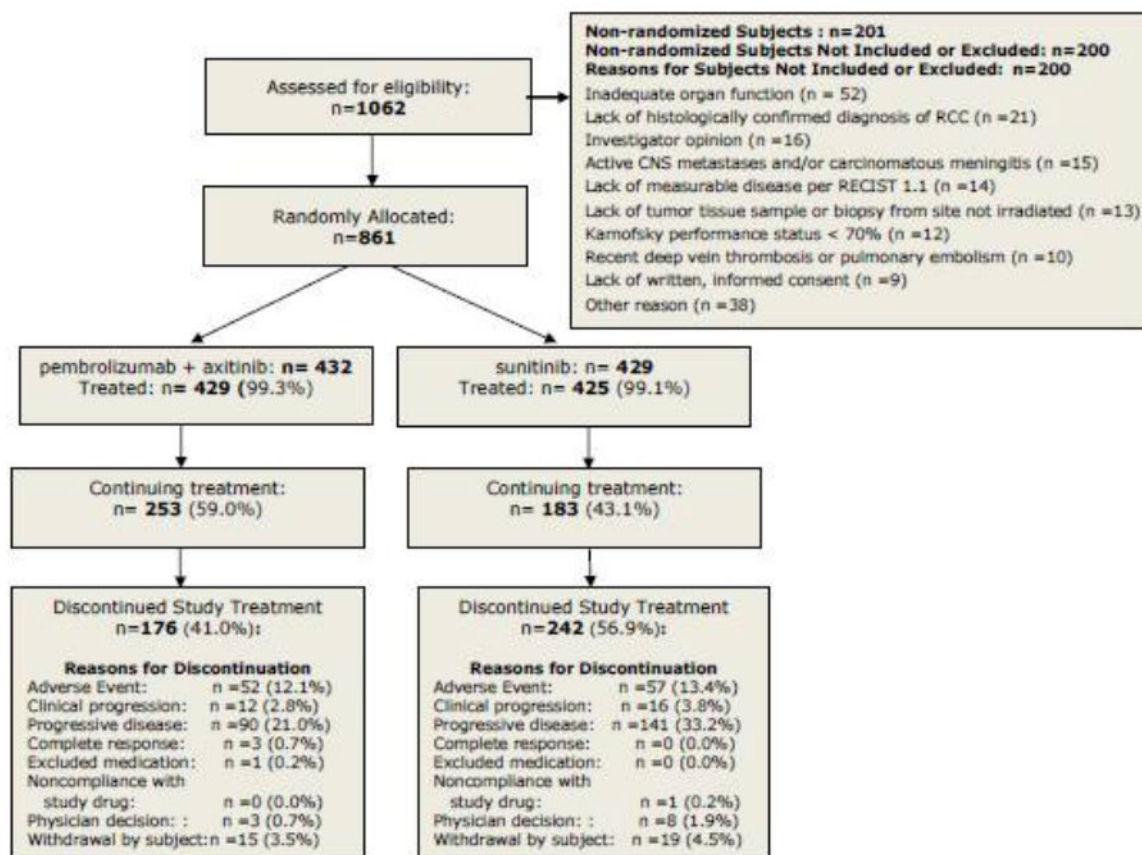 Assessed for eligibility:
n=1062
Non-randomized Subjects : n=201
Non-randomized Subjects Not Included or Excluded: n=200
Reasons for Subjects Not Included or Excluded: n=200
Inadequate organ function (n = 52)
Lack of histologically confirmed diagnosis of RCC (n =21)
Investigator opinion (n =16)
Active CNS metastases and/or carcinomatous meningitis (n =15)
Lack of measurable disease per RECIST 1.1 (n =14)
Lack of tumor tissue sample or biopsy from site not irradiated (n =13)
Karnofsky performance status < 70% (n =12)
Recent deep vein thrombosis or pulmonary embolism (n =10)
Lack of written, informed consent (n =9)
Other reason (n =38)
Randomly Allocated:
n=861
pembrolizumab + axitinib: n= 432
Treated: n= 429 (99.3%)
sunitinib: n= 429
Treated: n= 425 (99.1%)
Continuing treatment:
n= 253 (59.0%)
Continuing treatment:
n= 183 (43.1%)
Discontinued Study Treatment
n=176 (41.0%):
Reasons for Discontinuation
Adverse Event: n =52 (12.1%)
Clinical progression: n =12 (2.8%)
Progressive disease: n =90 (21.0%)
Complete response: n =3 (0.7%)
Excluded medication: n =1 (0.2%)
Noncompliance with
study drug: n =0 (0.0%)
Physician decision: : n =3 (0.7%)
Withdrawal by subject: n =15 (3.5%)
Discontinued Study Treatment
n=242 (56.9%):
Reasons for Discontinuation
Adverse Event: n =57 (13.4%)
Clinical progression: n =16 (3.8%)
Progressive disease: n =141 (33.2%)
Complete response: n =0 (0.0%)
Excluded medication: n =0 (0.0%)
Noncompliance with
study drug: n =1 (0.2%)
Physician decision: : n =8 (1.9%)
Withdrawal by subject: n =19 (4.5%)